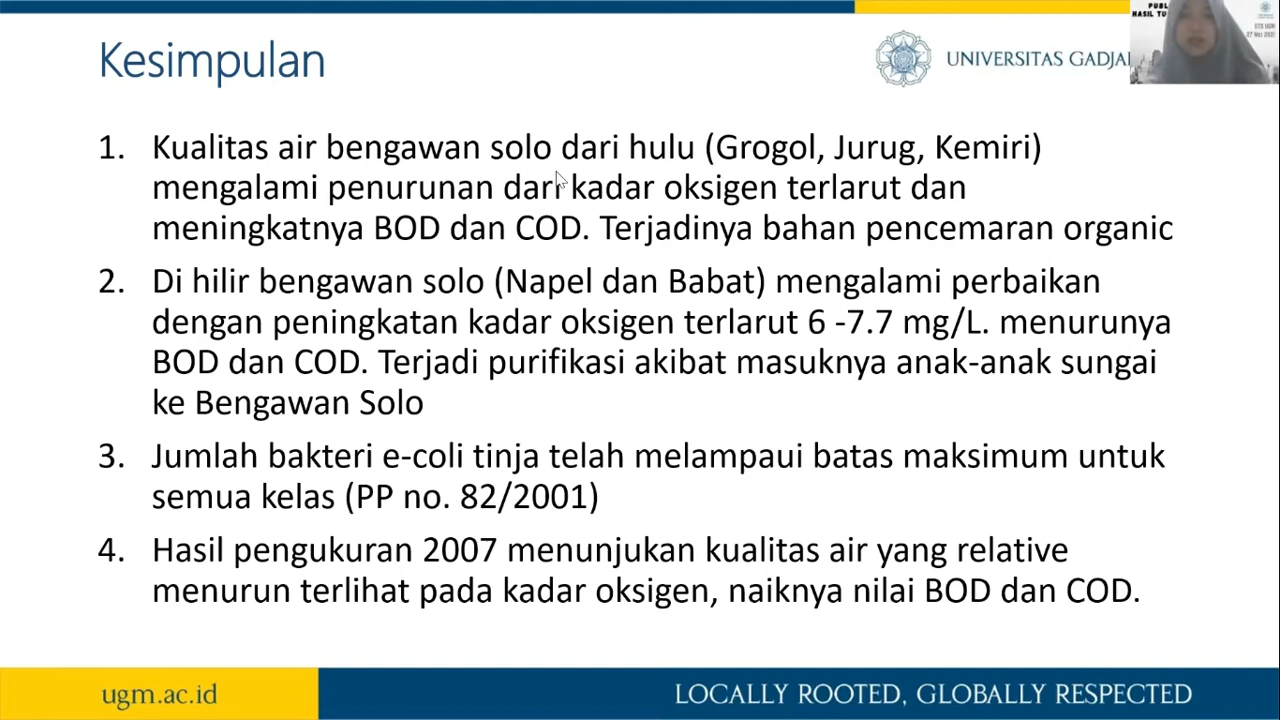 Kesimpulan
UNIVERSITAS
PUBL
HASIL TU
1. Kualitas air bengawan solo dari hulu (Grogol, Jurug, Kemiri)
mengalami penurunan dari kadar oksigen terlarut dan
meningkatnya BOD dan COD. Terjadinya bahan pencemaran organic
2. Di hilir bengawan solo (Napel dan Babat) mengalami perbaikan
dengan peningkatan kadar oksigen terlarut 6 -7.7 mg/L. menurunya
BOD dan COD. Terjadi purifikasi akibat masuknya anak-anak sungai
ke Bengawan Solo
3. Jumlah bakteri e-coli tinja telah melampaui batas maksimum untuk
semua kelas (PP no. 82/2001)
4. Hasil pengukuran 2007 menunjukan kualitas air yang relative
menurun terlihat pada kadar oksigen, naiknya nilai BOD dan COD.
ugm.ac.id
LOCALLY ROOTED, GLOBALLY RESPECTED